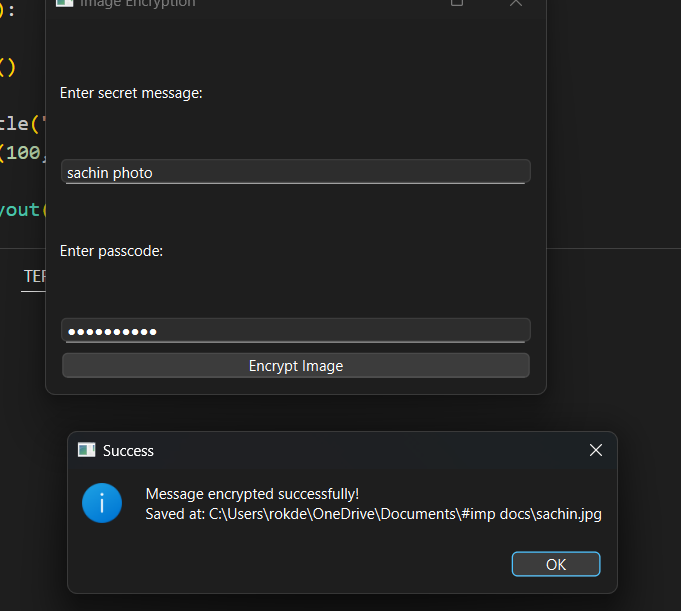 ):
Image Encryption
()
Enter secret message:
tle("
(100,
sachin photo
yout(
Enter passcode:
TER
●●●●●●●●●●
Encrypt Image
Success
Message encrypted successfully!
Saved at: C:\Users\rokde\OneDrive\Documents\#imp docs\sachin.jpg
OK